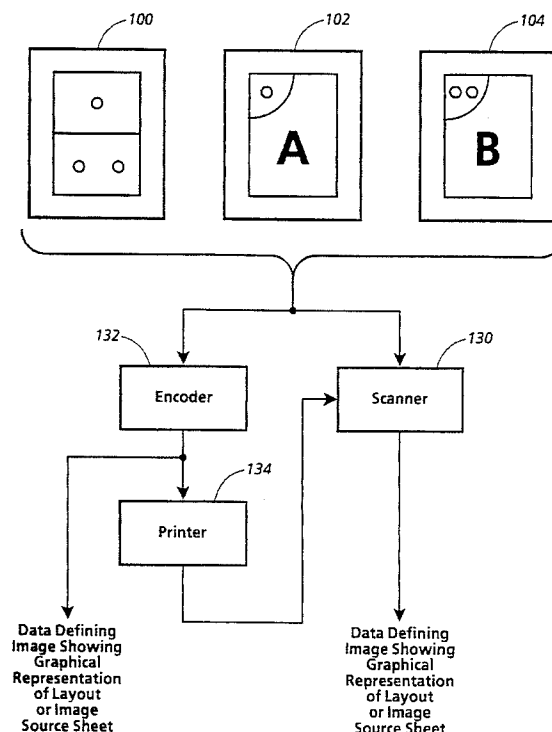 100
102
104
A
B
132
130
Encoder
Scanner
134
Printer
Data Defining
Image Showing
Graphical
Representation
of Layout
or Image
Source Sheet
Data Defining
Image Showing
Graphical
Representation
of Layout
or Image
Source Sheet